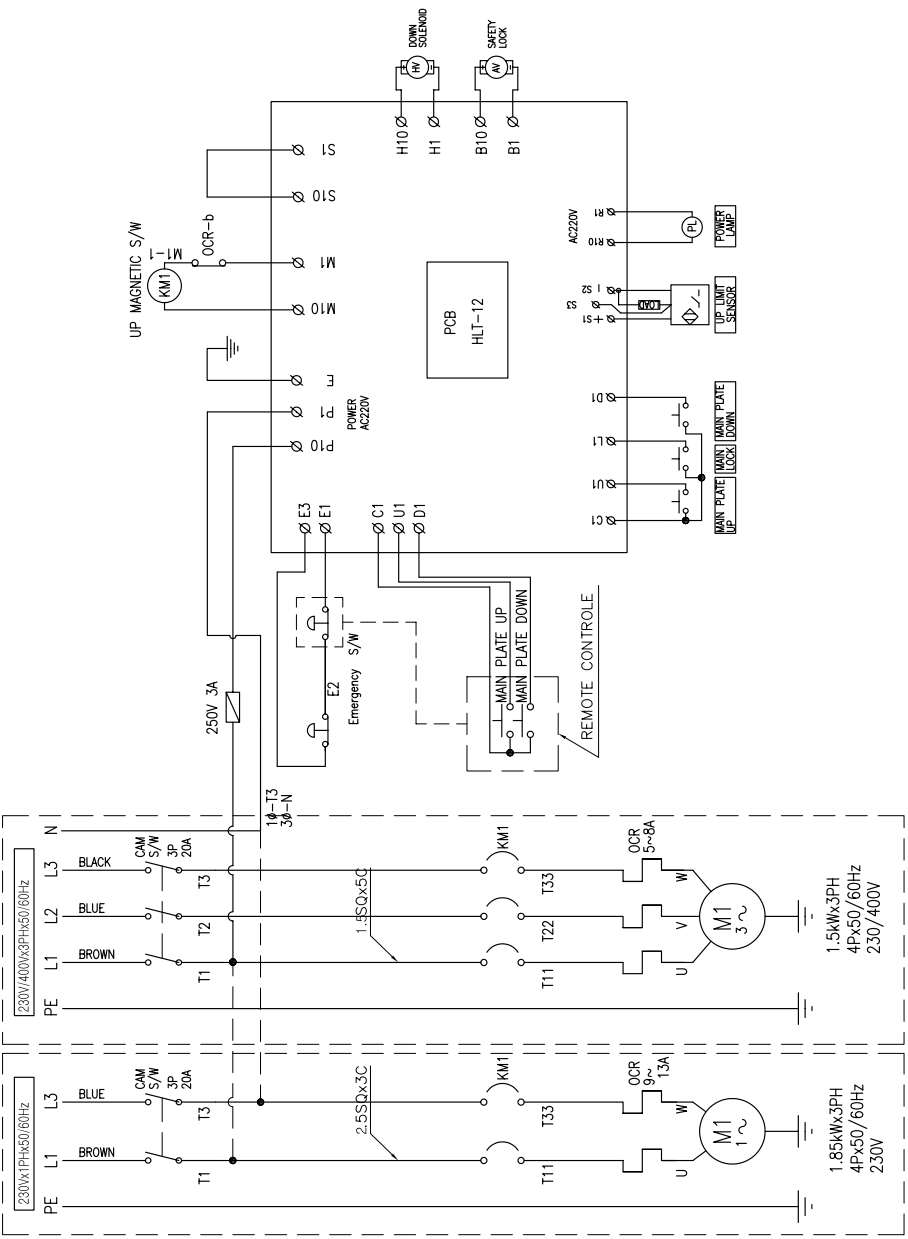 DOWN
SOLENOID
HV
SAFETY
LOCK
AV
H10
H1
B10
B1
S1
S10
UP MAGNETIC S/W
M1-1
OCR-b
KM1
M1
M10
E
P1
P10
POWER
AC220V
PCB
HLT-12
AC220V
R1
R10
PL
POWER
LAMP
I S2
S3
+S1
LOAD
UP LIMIT
SENSOR
D1
L1
U1
C1
MAIN PLATE
DOWN
MAIN
LOCK
MAIN PLATE
UP
E3
E1
C1
U1
D1
S/W
E2
Emergency
MAIN PLATE UP
MAIN PLATE DOWN
REMOTE CONTROLE
250V 3A
1ø-T3
3ø-N
230V/400Vx3PHx50/60Hz
N
L3
L2
L1
PE
BLACK
BLUE
BROWN
CAM
S/W
3P
20A
T3
T2
T1
1.5SQx5C
KM1
T33
T22
T11
OCR
5~8A
W
V
U
M1
3~
1.5kWx3PH
4Px50/60Hz
230/400V
230Vx1PHx50/60Hz
L3
L1
PE
BLUE
BROWN
CAM
S/W
3P
20A
T3
T1
2.5SQx3C
KM1
T33
T11
OCR
9~
13A
W
U
M1
1~
1.85kWx3PH
4Px50/60Hz
230V